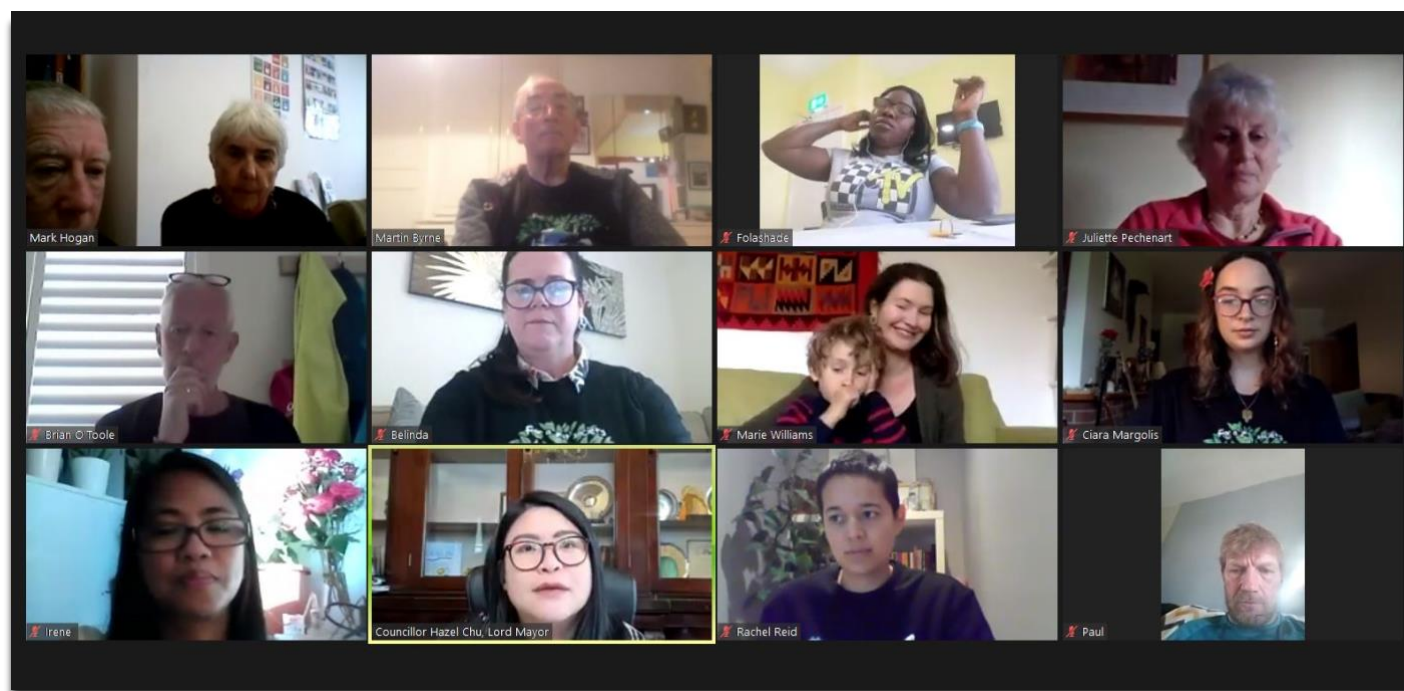 Mark Hogan
Martin Byrne
Folashade
TV
Juliette Pechenart
Brian O Toole
Belinda
Marie Williams
Ciara Margolis
Irene
Councillor Hazel Chu, Lord Mayor
Rachel Reid
Paul